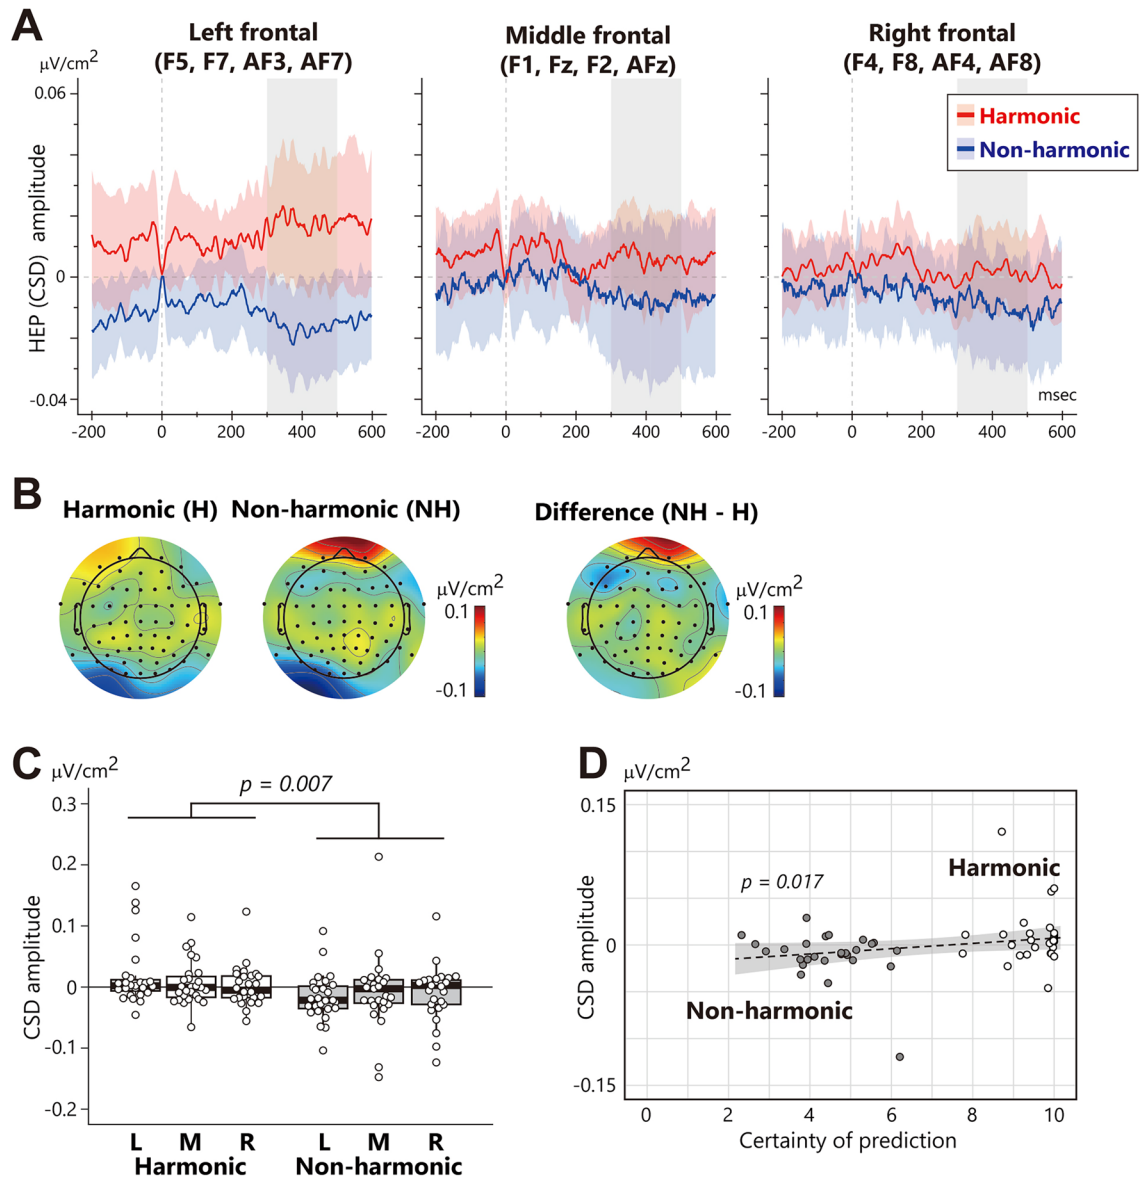 A
Left frontal
(F5, F7, AF3, AF7)
Middle frontal
(F1, Fz, F2, AFz)
Right frontal
(F4, F8, AF4, AF8)
μV/cm2
0.06
0
-0.04
HEP (CSD) amplitude
Harmonic
Non-harmonic
msec
-200 0 200 400 600
-200 0 200 400 600
-200 0 200 400 600
B
Harmonic (H)
Non-harmonic (NH)
Difference (NH - H)
μV/cm2
0.1
-0.1
μV/cm2
0.1
-0.1
C
μV/cm2
p = 0.007
0.3
0.2
0.1
0
-0.1
-0.2
CSD amplitude
L M R L M R
Harmonic Non-harmonic
D
μV/cm2
0.15
0
-0.15
CSD amplitude
Harmonic
p = 0.017
Non-harmonic
0 2 4 6 8 10
Certainty of prediction